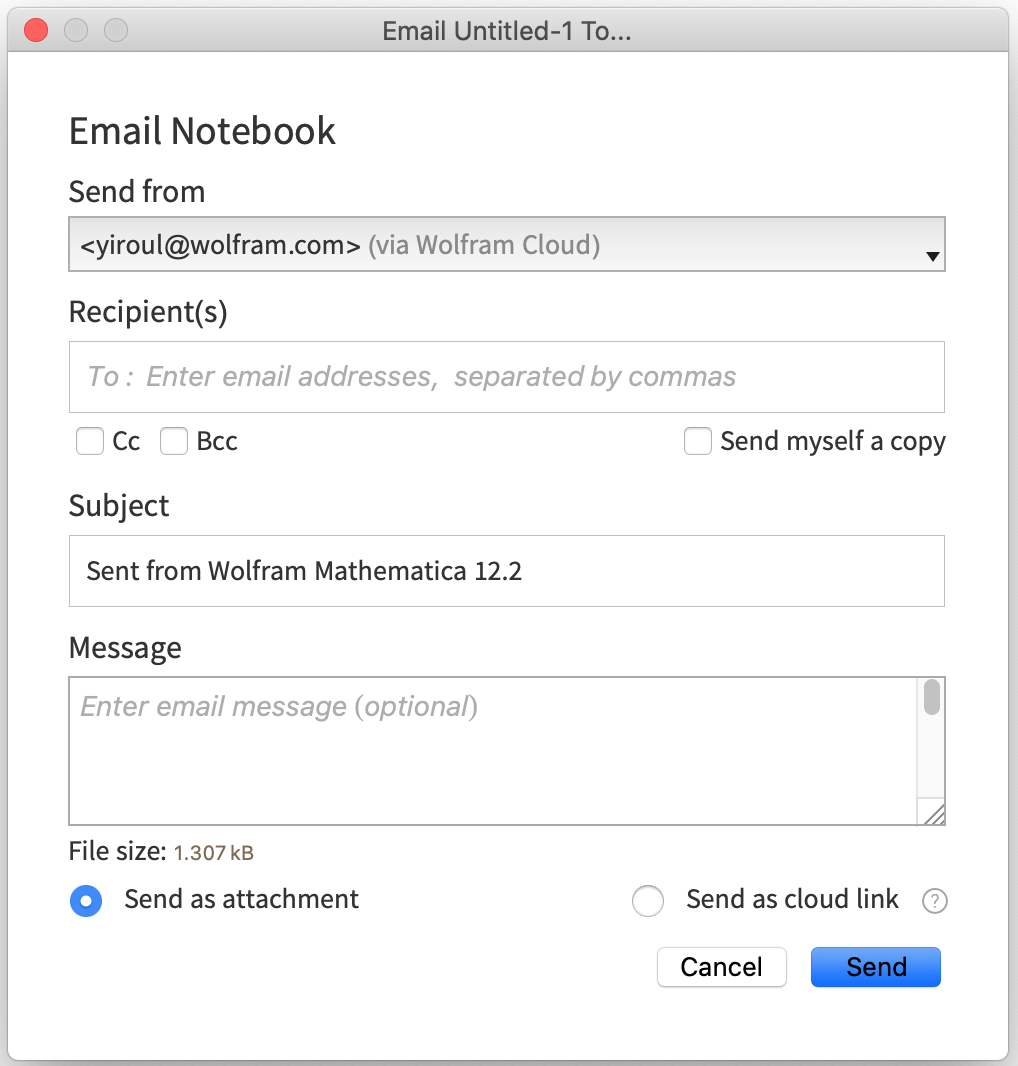 Email Untitled-1 To...
Email Notebook
Send from
<yiroul@wolfram.com> (via Wolfram Cloud)
Recipient(s)
To : Enter email addresses, separated by commas
Cc Bcc Send myself a copy
Subject
Sent from Wolfram Mathematica 12.2
Message
Enter email message (optional)
File size: 1.307 kB
Send as attachment Send as cloud link ?
Cancel Send